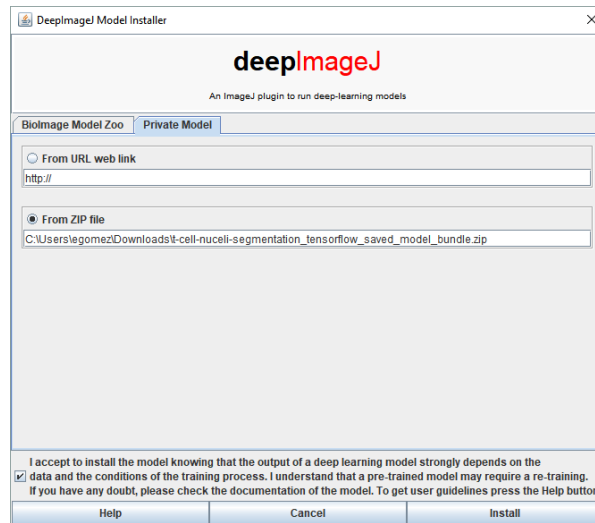 DeepImageJ Model Installer
deepImageJ
An ImageJ plugin to run deep-learning models
BioImage Model Zoo Private Model
From URL web link
http://
From ZIP file
C:\Users\egomez\Downloads\t-cell-nuceli-segmentation_tensorflow_saved_model_bundle.zip
I accept to install the model knowing that the output of a deep learning model strongly depends on the
data and the conditions of the training process. I understand that a pre-trained model may require a re-training.
If you have any doubt, please check the documentation of the model. To get user guidelines press the Help button
Help Cancel Install